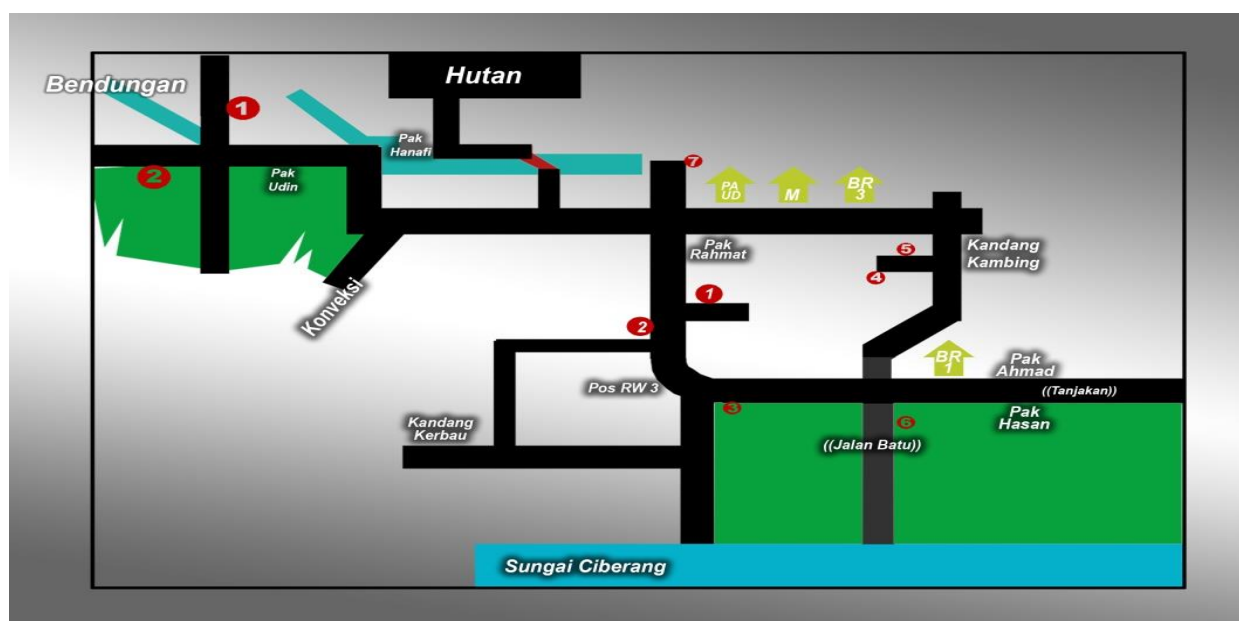 Hutan
Bendungan
1
Pak
Hanafi
2
Pak
Udin
7
PA
UD
M
BR
3
Pak
Rahmat
Kandang
Kambing
5
4
1
Konveksi
2
BR
1
Pak
Ahmad
Pos RW 3
((Tanjakan))
3
Pak
Hasan
6
Kandang
Kerbau
((Jalan Batu))
Sungai Ciberang